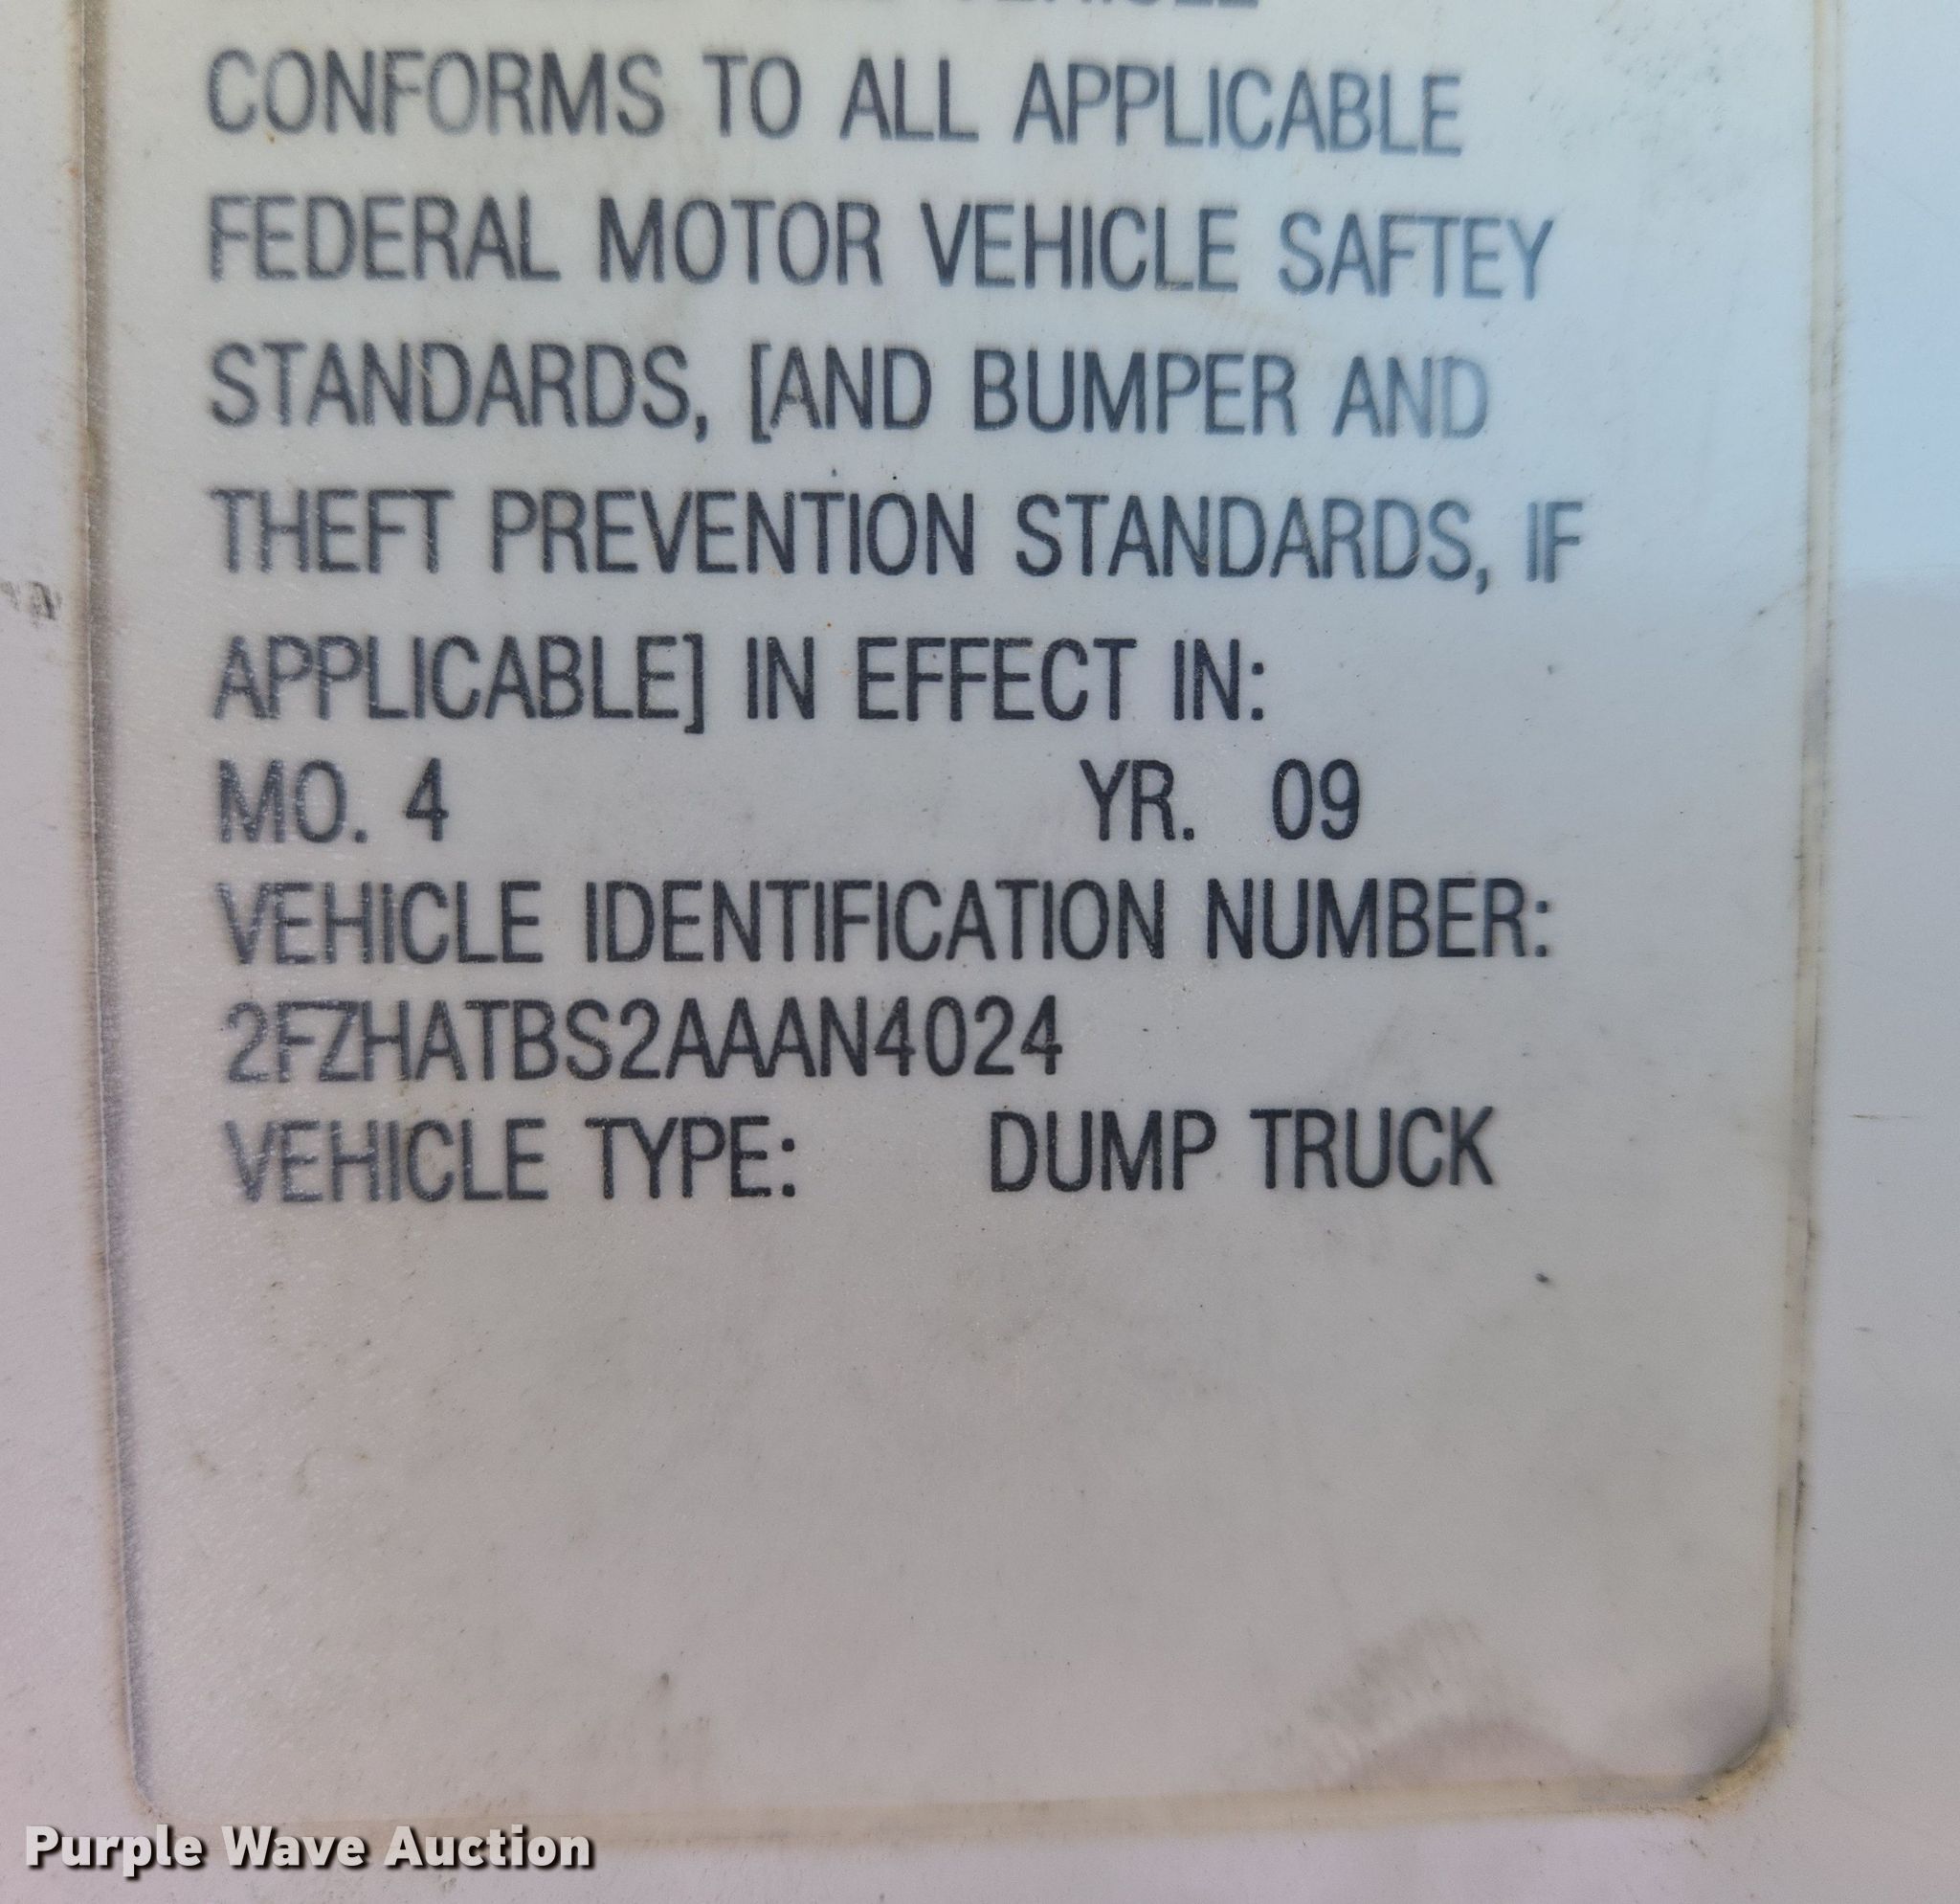 CONFORMS TO ALL APPLICABLE
FEDERAL MOTOR VEHICLE SAFTEY
STANDARDS, [AND BUMPER AND
THEFT PREVENTION STANDARDS, IF
APPLICABLE] IN EFFECT IN:
MO. 4 YR. 09
VEHICLE IDENTIFICATION NUMBER:
2FZHATBS2AAAN4024
VEHICLE TYPE: DUMP TRUCK
Purple Wave Auction